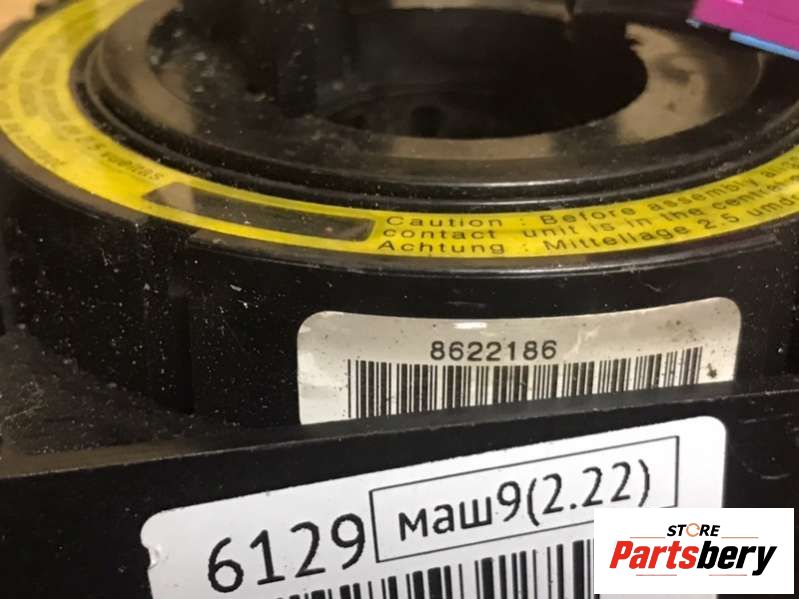 Caution : Before assembly
contact unit is in the
Achtung : Mittellage 2.5
8622186
6129 маш9(2.22)
STORE
Partsbery